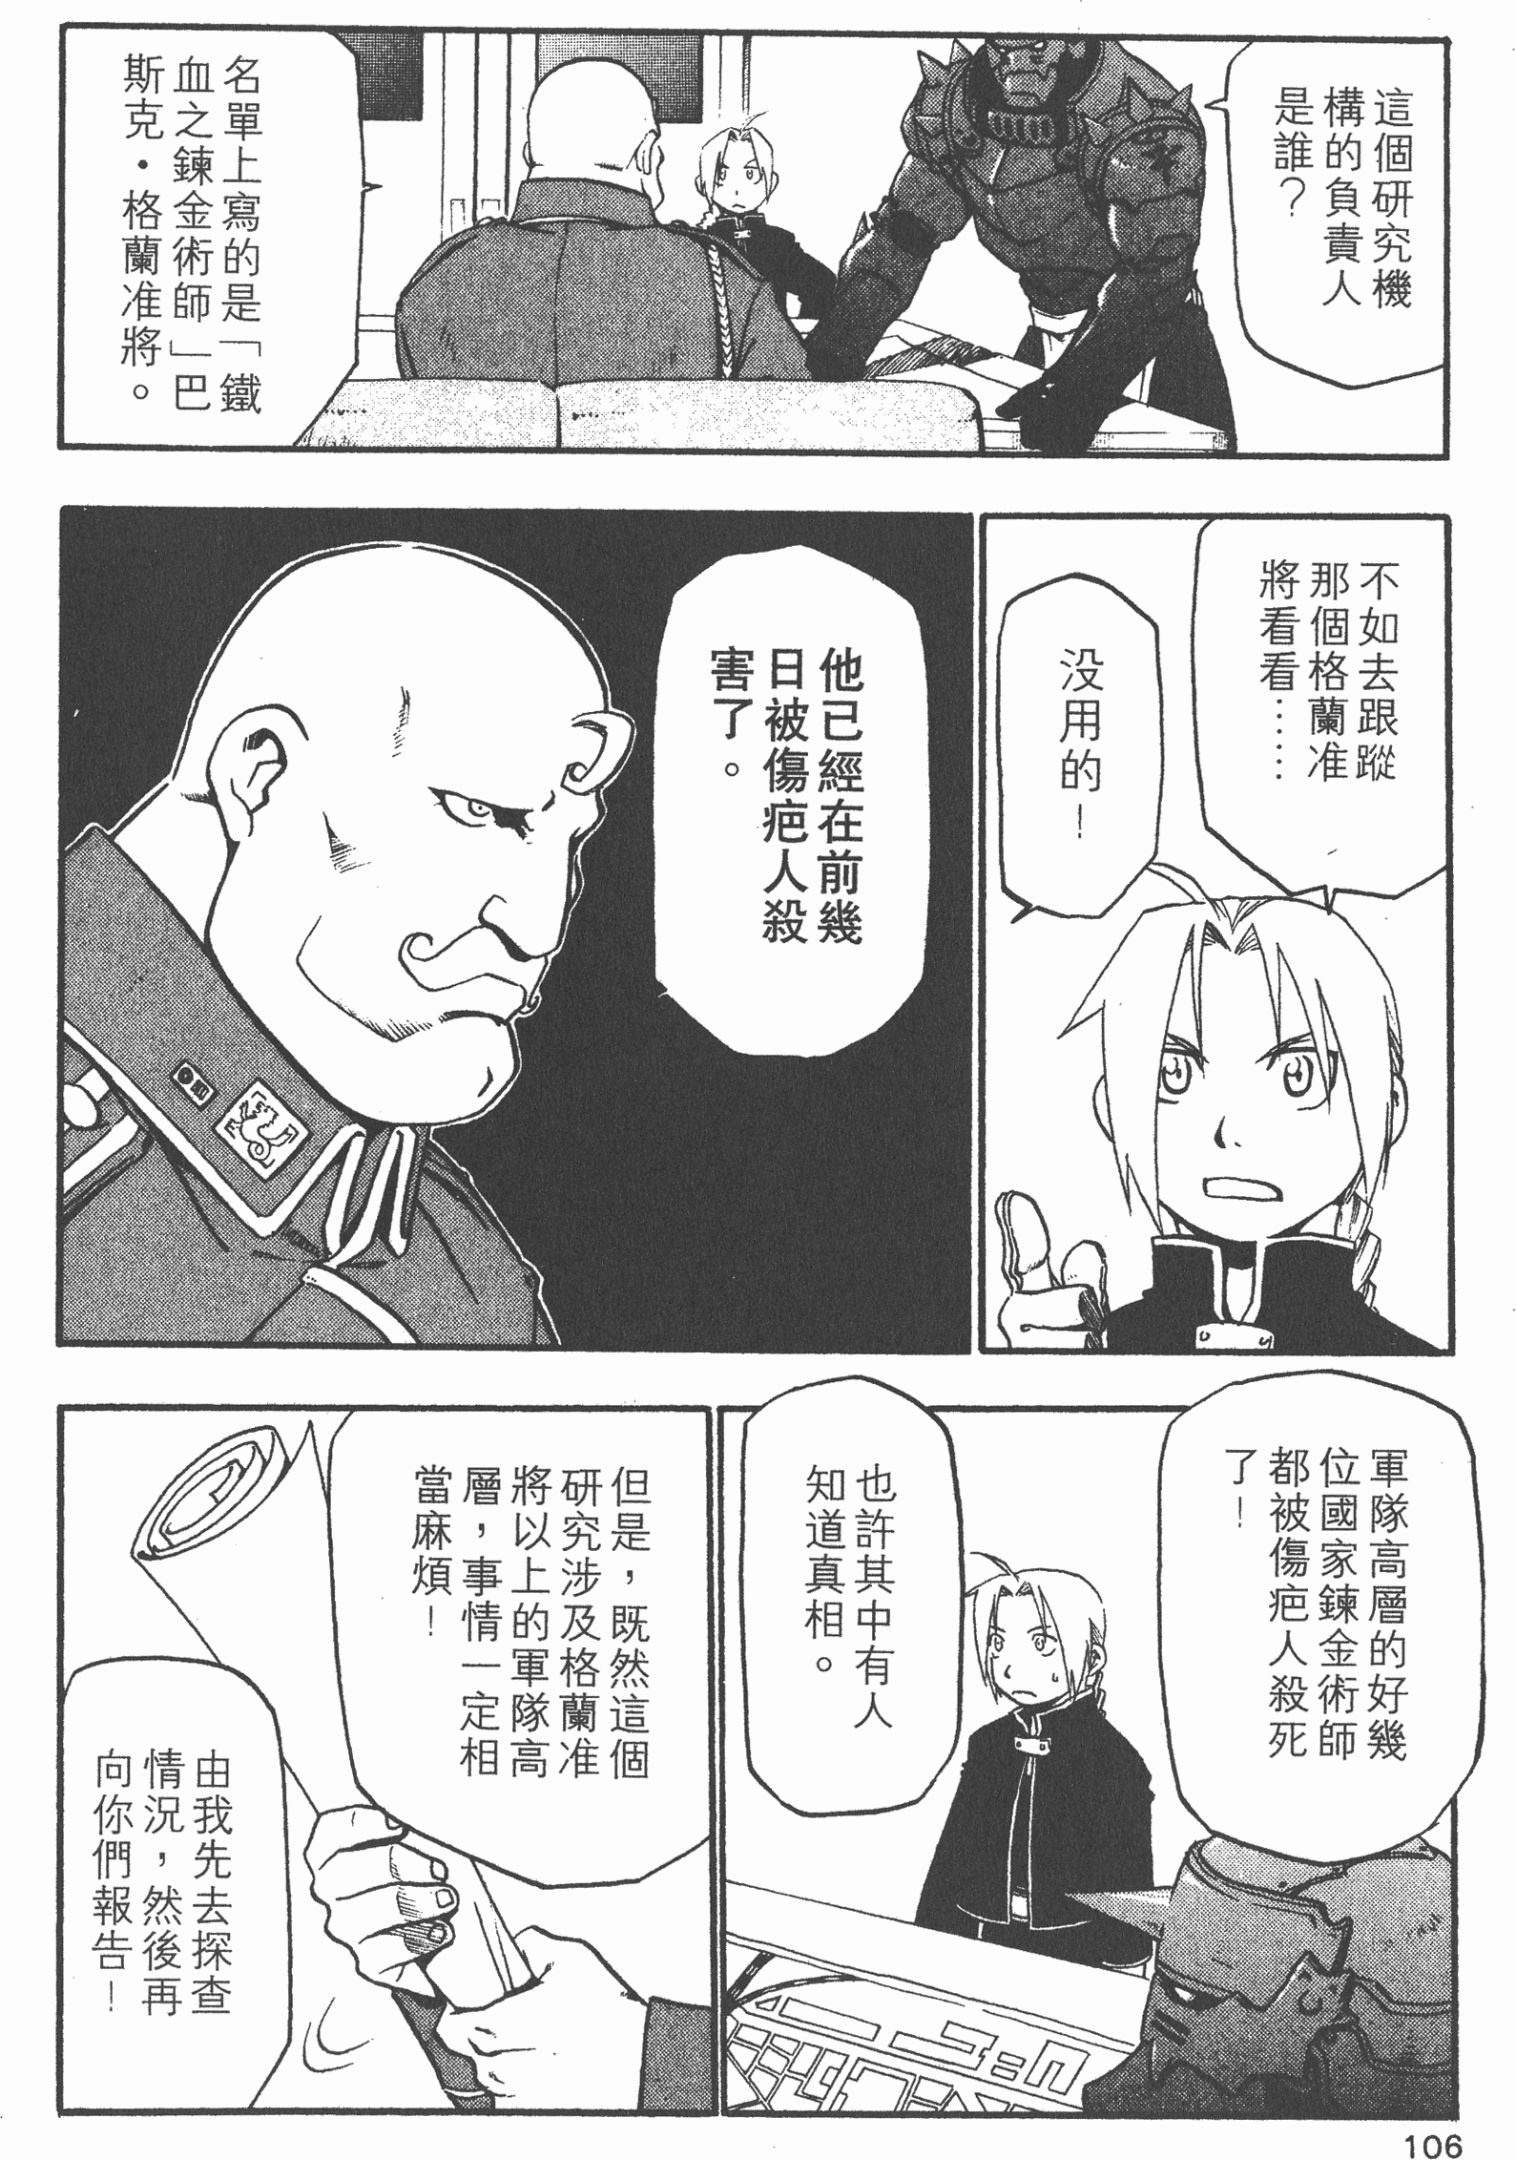 這個研究機
構的負責人
是誰？
名單上寫的是「鐵
血之鍊金術師」巴
斯克・格蘭准將。
不如去跟蹤
那個格蘭准
將看看……
没用的！
他已經在前幾
日被傷疤人殺
害了。
軍隊高層的好幾
位國家鍊金術師
都被傷疤人殺死
了！
也許其中有人
知道真相。
但是，既然這個
研究涉及格蘭准
將以上的軍隊高
層，事情一定相
當麻煩！
由我先去探查
情況，然後再
向你們報告！
106